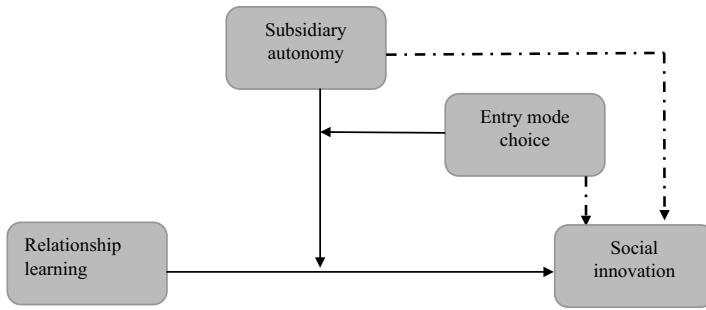 Subsidiary
autonomy
Entry mode
choice
Relationship
learning
Social
innovation